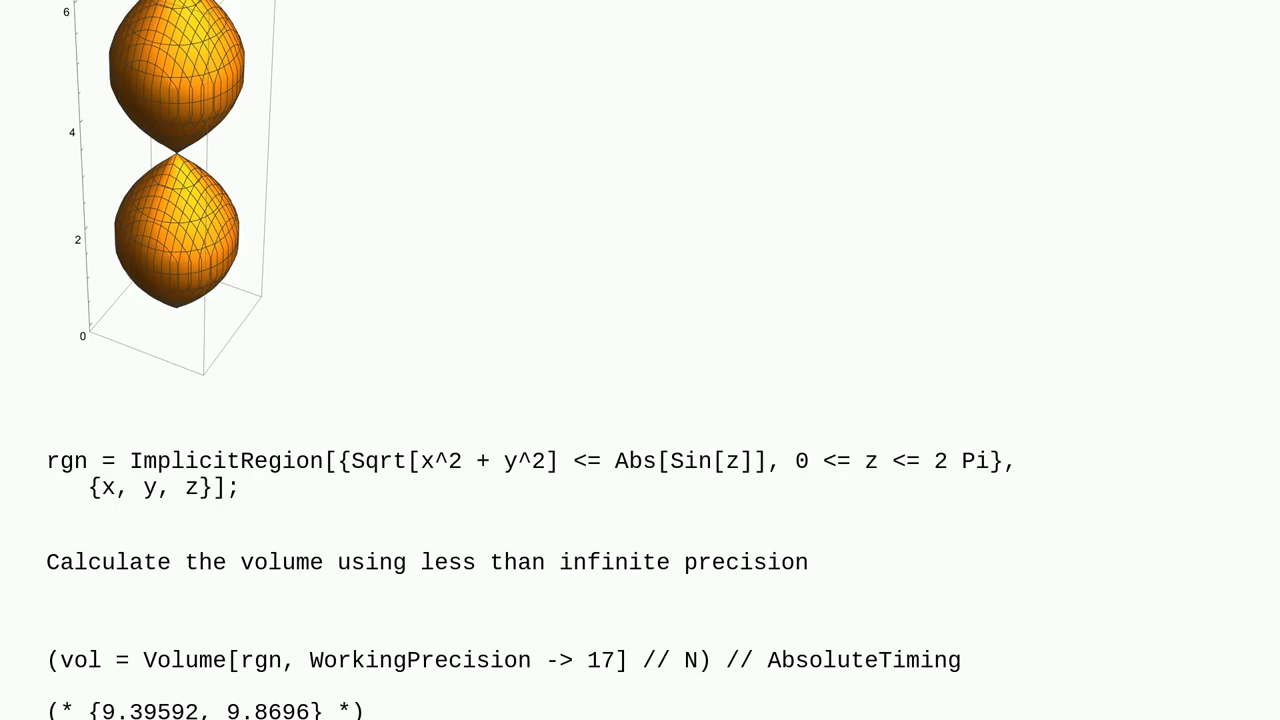 6
4
2
0
rgn = ImplicitRegion[{Sqrt[x^2 + y^2] <= Abs[Sin[z]], 0 <= z <= 2 Pi},
{x, y, z}];
Calculate the volume using less than infinite precision
(vol = Volume[rgn, WorkingPrecision -> 17] // N) // AbsoluteTiming
(* {9.39592, 9.8696} *)